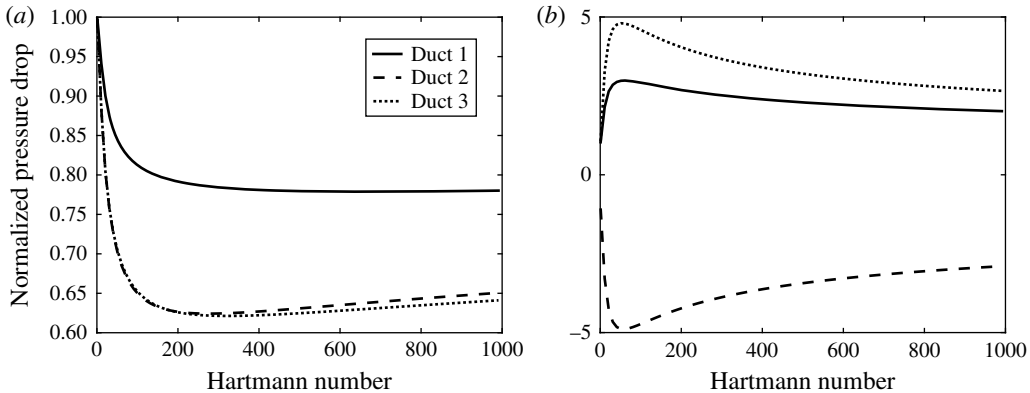 (a)
1.00
0.95
0.90
0.85
0.80
0.75
0.70
0.65
0.60
Normalized pressure drop
0 200 400 600 800 1000
Hartmann number
Duct 1
Duct 2
Duct 3
(b)
5
0
–5
0 200 400 600 800 1000
Hartmann number